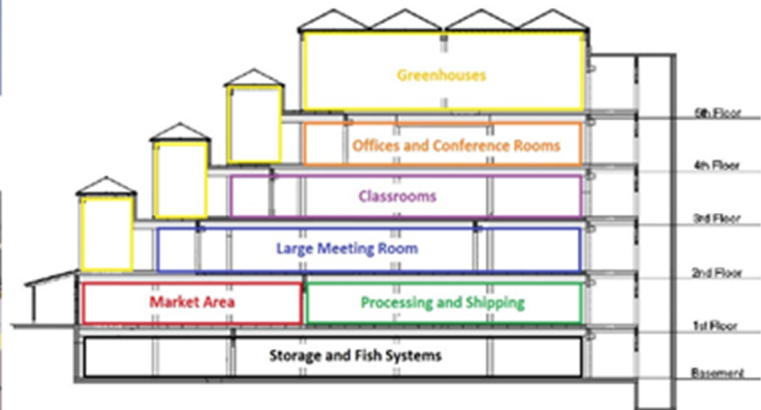 Greenhouses
5th Floor
Offices and Conference Rooms
4th Floor
Classrooms
3rd Floor
Large Meeting Room
2nd Floor
Market Area
Processing and Shipping
1st Floor
Storage and Fish Systems
Basement